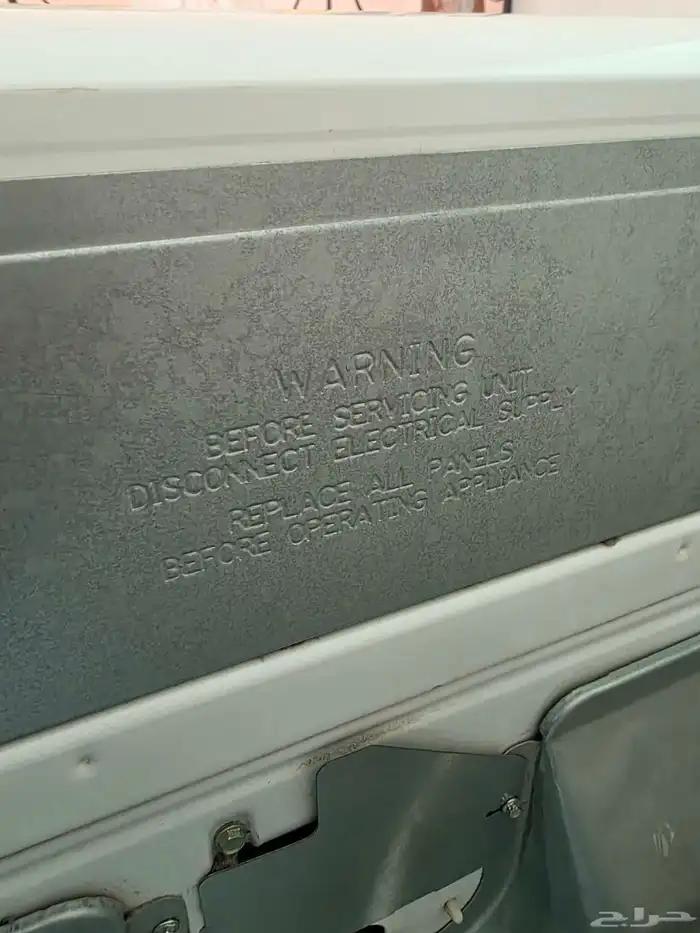 WARNING
BEFORE SERVICING UNIT
DISCONNECT ELECTRICAL SUPPLY
REPLACE ALL PANELS
BEFORE OPERATING APPLIANCE
حراج